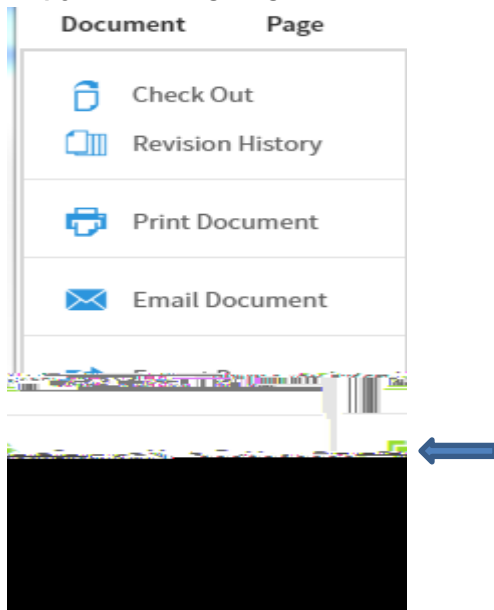 Document Page
Check Out
Revision History
Print Document
Email Document